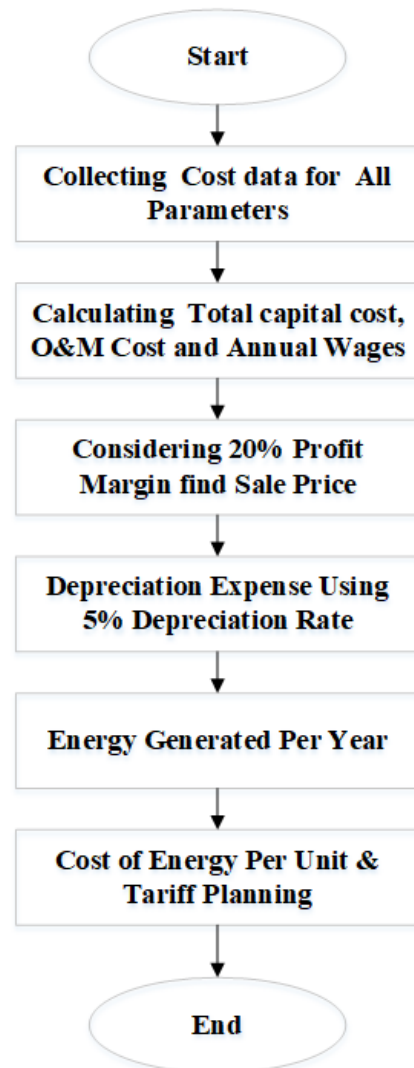 Start
Collecting Cost data for All
Parameters
Calculating Total capital cost,
O&M Cost and Annual Wages
Considering 20% Profit
Margin find Sale Price
Depreciation Expense Using
5% Depreciation Rate
Energy Generated Per Year
Cost of Energy Per Unit &
Tariff Planning
End